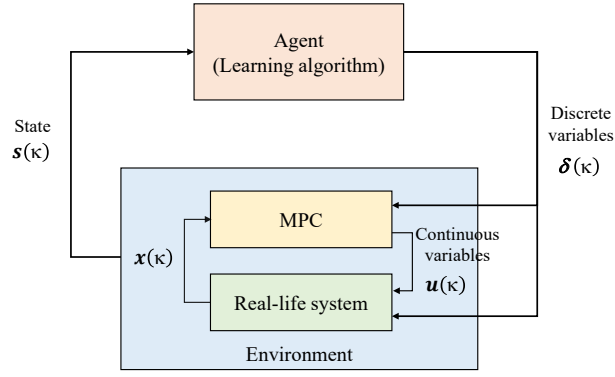 Agent
(Learning algorithm)
State
s(κ)
Discrete
variables
δ(κ)
MPC
Continuous
variables
u(κ)
x(κ)
Real-life system
Environment